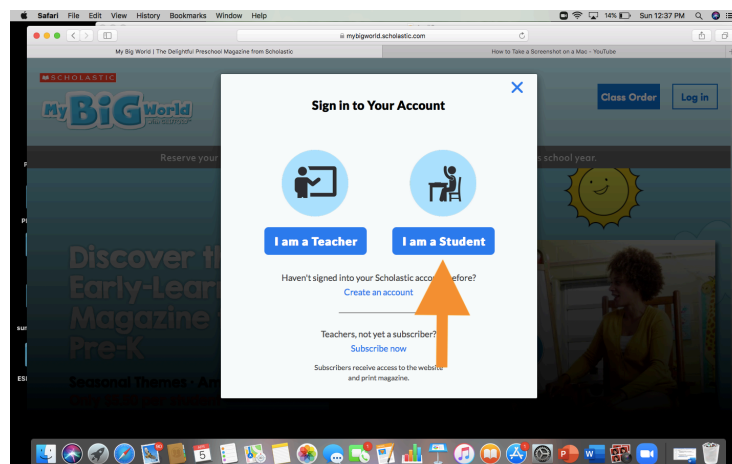 Safari File Edit View History Bookmarks Window Help 14% Sun 12:37 PM
mybigworld.scholastic.com
My Big World | The Delightful Preschool Magazine from Scholastic How to Take a Screenshot on a Mac - YouTube
SCHOLASTIC
My BiG World
Class Order Log in
Sign in to Your Account
Reserve your
s school year.
I am a Teacher I am a Student
Discover th
Early-Learn
Magazine
Pre-K
Seasonal Themes · Am
Haven't signed into your Scholastic acco before?
Create an account
Teachers, not yet a subscriber?
Subscribe now
Subscribers receive access to the website
and print magazine.
5